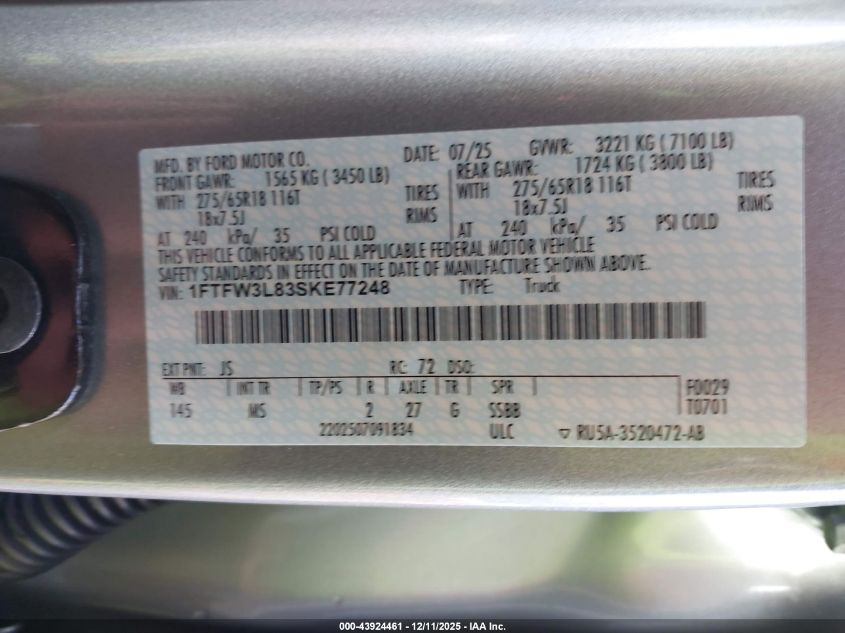 MFD. BY FORD MOTOR CO. DATE: 07/25 GVWR: 3221 KG ( 7100 LB)
FRONT GAWR: 1565 KG ( 3450 LB) REAR GAWR: 1724 KG ( 3800 LB)
WITH 275/65R18 116T TIRES WITH 275/65R18 116T TIRES
18x7.5J RIMS 18x7.5J RIMS
AT 240 kPa/ 35 PSI COLD AT 240 kPa/ 35 PSI COLD
THIS VEHICLE CONFORMS TO ALL APPLICABLE FEDERAL MOTOR VEHICLE
SAFETY STANDARDS IN EFFECT ON THE DATE OF MANUFACTURE SHOWN ABOVE.
VIN: 1FTFW3L83SKE77248 TYPE: Truck
EXT PNT: JS RC: 72 DSO:
WB INT TR TP/PS R AXLE TR SPR F0029
145 MS 2 27 G SSBB T0701
2202507091834 ULC ▽ RU5A-3520472-AB
000-43924461 - 12/11/2025 - IAA Inc.